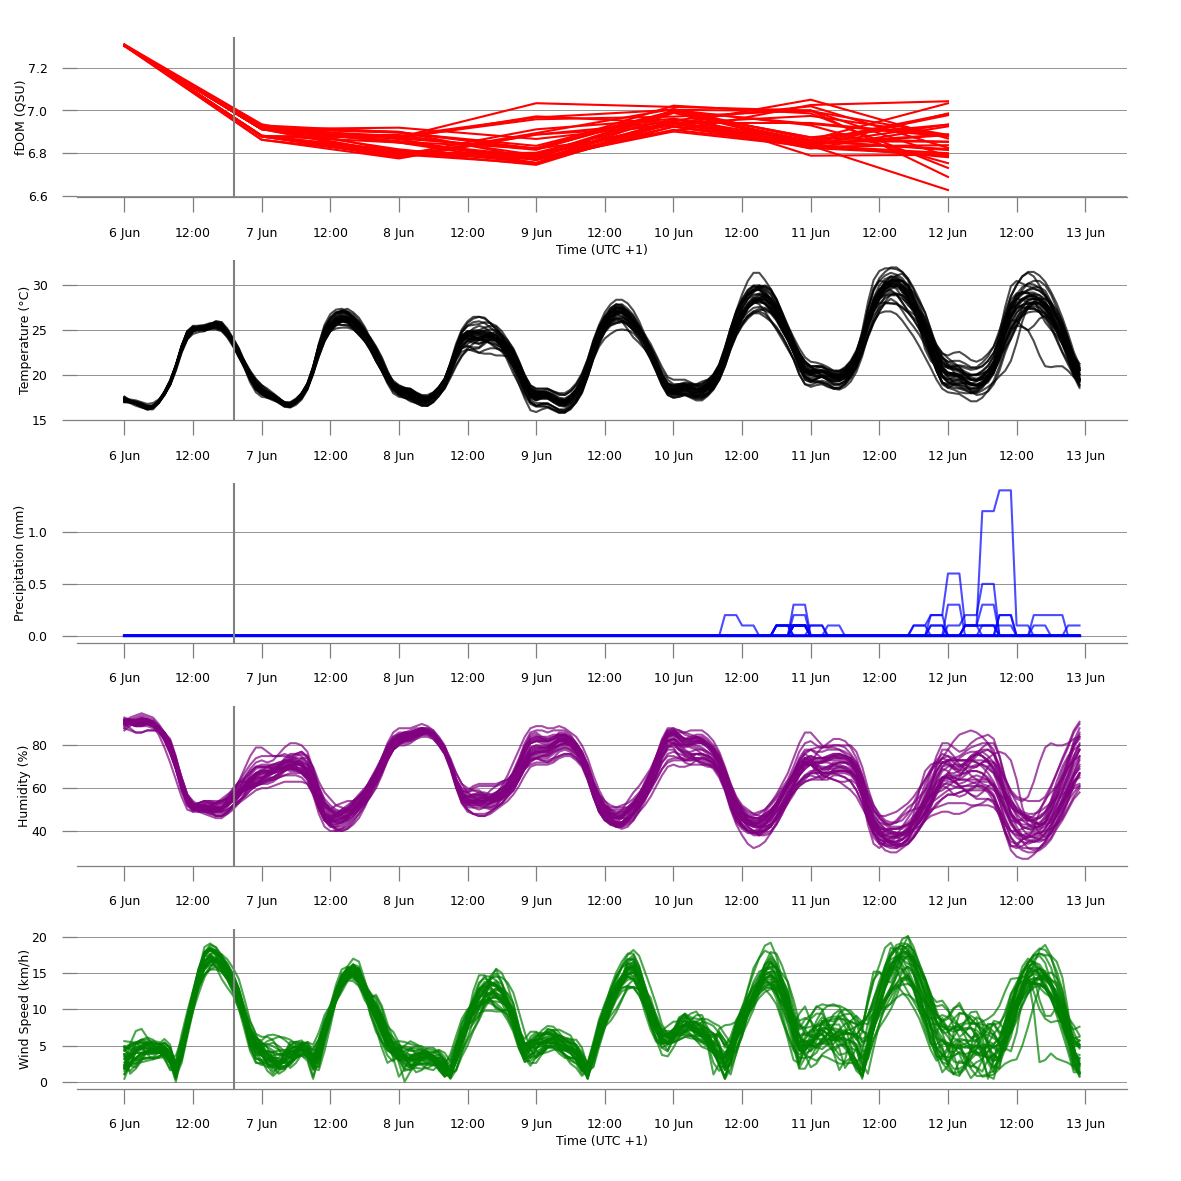 7.2
7.0
6.8
6.6
fDOM (QSU)
6 Jun 12:00 7 Jun 12:00 8 Jun 12:00 9 Jun 12:00 10 Jun 12:00 11 Jun 12:00 12 Jun 12:00 13 Jun
Time (UTC +1)
30
25
20
15
Temperature (°C)
6 Jun 12:00 7 Jun 12:00 8 Jun 12:00 9 Jun 12:00 10 Jun 12:00 11 Jun 12:00 12 Jun 12:00 13 Jun
1.0
0.5
0.0
Precipitation (mm)
6 Jun 12:00 7 Jun 12:00 8 Jun 12:00 9 Jun 12:00 10 Jun 12:00 11 Jun 12:00 12 Jun 12:00 13 Jun
80
60
40
Humidity (%)
6 Jun 12:00 7 Jun 12:00 8 Jun 12:00 9 Jun 12:00 10 Jun 12:00 11 Jun 12:00 12 Jun 12:00 13 Jun
20
15
10
5
0
Wind Speed (km/h)
6 Jun 12:00 7 Jun 12:00 8 Jun 12:00 9 Jun 12:00 10 Jun 12:00 11 Jun 12:00 12 Jun 12:00 13 Jun
Time (UTC +1)